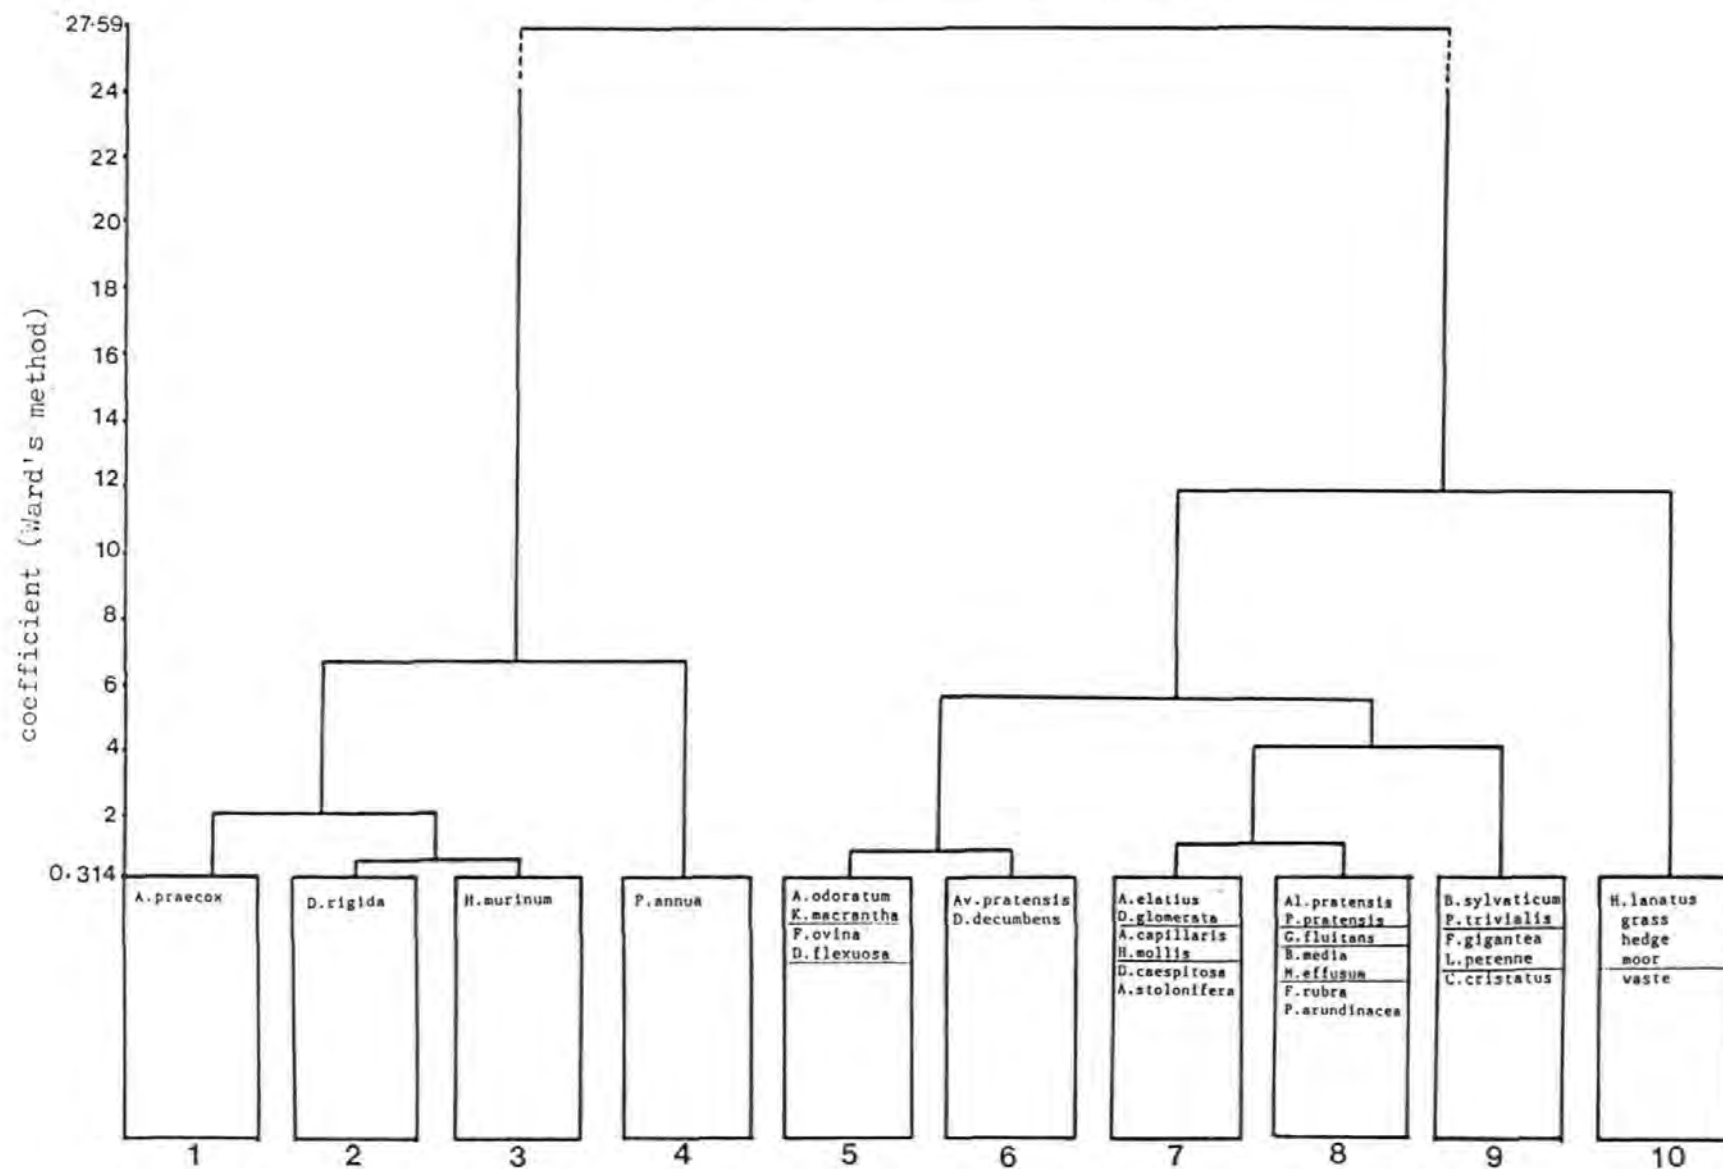 27·59
24
22
20
18
16
14
12
10
8
6
4
2
0.314
coefficient (Ward's method)
A.praecox
D.rigida
H.murinum
P.annua
A.odoratum
K.macrantha
F.ovina
D.flexuosa
Av.pratensis
D.decumbens
A.elatius
D.glomerata
A.capillaris
H.mollis
D.caespitosa
A.stolonifera
Al.pratensis
P.pratensis
G.fluitans
B.media
M.effusum
F.rubra
P.arundinacea
B.sylvaticum
P.trivialis
F.gigantea
L.perenne
C.cristatus
H.lanatus
grass
hedge
moor
waste
1 2 3 4 5 6 7 8 9 10